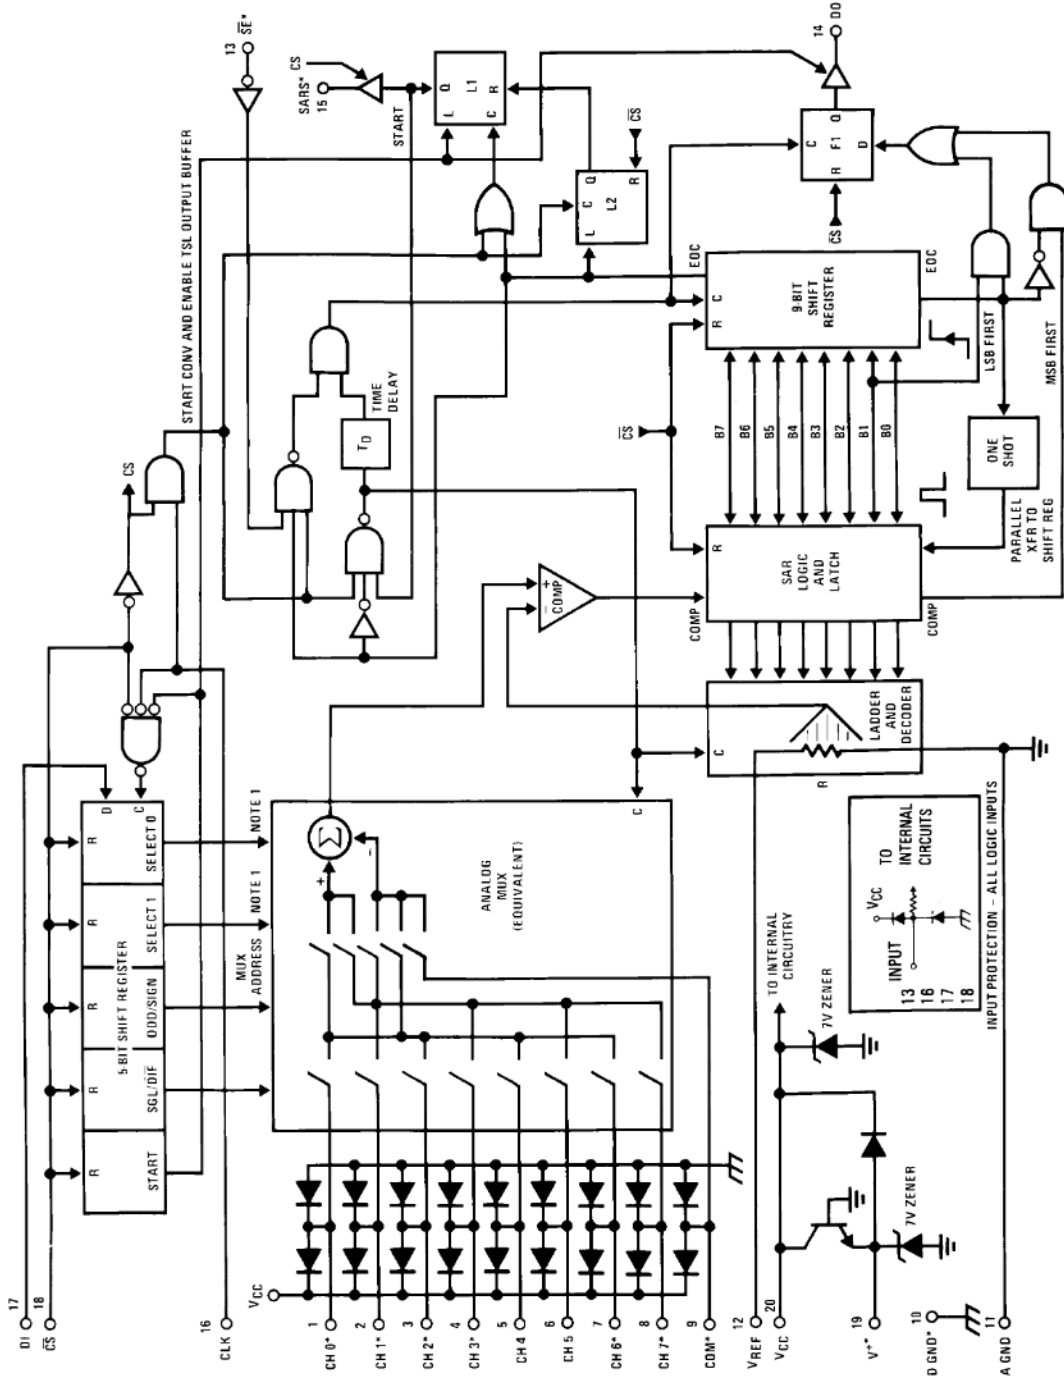 DI 17
C̅S̅ 18
CLK 16
CH 0* 1
CH 1* 2
CH 2* 3
CH 3* 4
CH 4 5
CH 5 6
CH 6* 7
CH 7* 8
COM* 9
VREF 12
VCC 20
V+* 19
D GND* 10
A GND 11
VCC
5-BIT SHIFT REGISTER
R R R R R
D
C
START
SGL/D̅I̅F̅
ODD/SIGN
SELECT 1
SELECT 0
MUX
ADDRESS
NOTE 1
NOTE 1
Σ
+
−
ANALOG
MUX
(EQUIVALENT)
C
CS
START CONV AND ENABLE TSL OUTPUT BUFFER
13 S̅E̅*
SARS*
15
CS
START
L Q
L1
C R
TD
TIME
DELAY
L C Q
L2
R
C̅S̅
+
−
COMP
C̅S̅
C
LADDER
AND
DECODER
R
COMP
R
SAR
LOGIC
AND
LATCH
COMP
B7
B6
B5
B4
B3
B2
B1
B0
EOC
R C
9-BIT
SHIFT
REGISTER
EOC
C̅S̅
C Q
R F1
D
14 DO
LSB FIRST
MSB FIRST
ONE
SHOT
PARALLEL
XFR TO
SHIFT REG
TO INTERNAL
CIRCUITRY
7V ZENER
7V ZENER
VCC
INPUT
13
16
17
18
TO
INTERNAL
CIRCUITS
INPUT PROTECTION – ALL LOGIC INPUTS